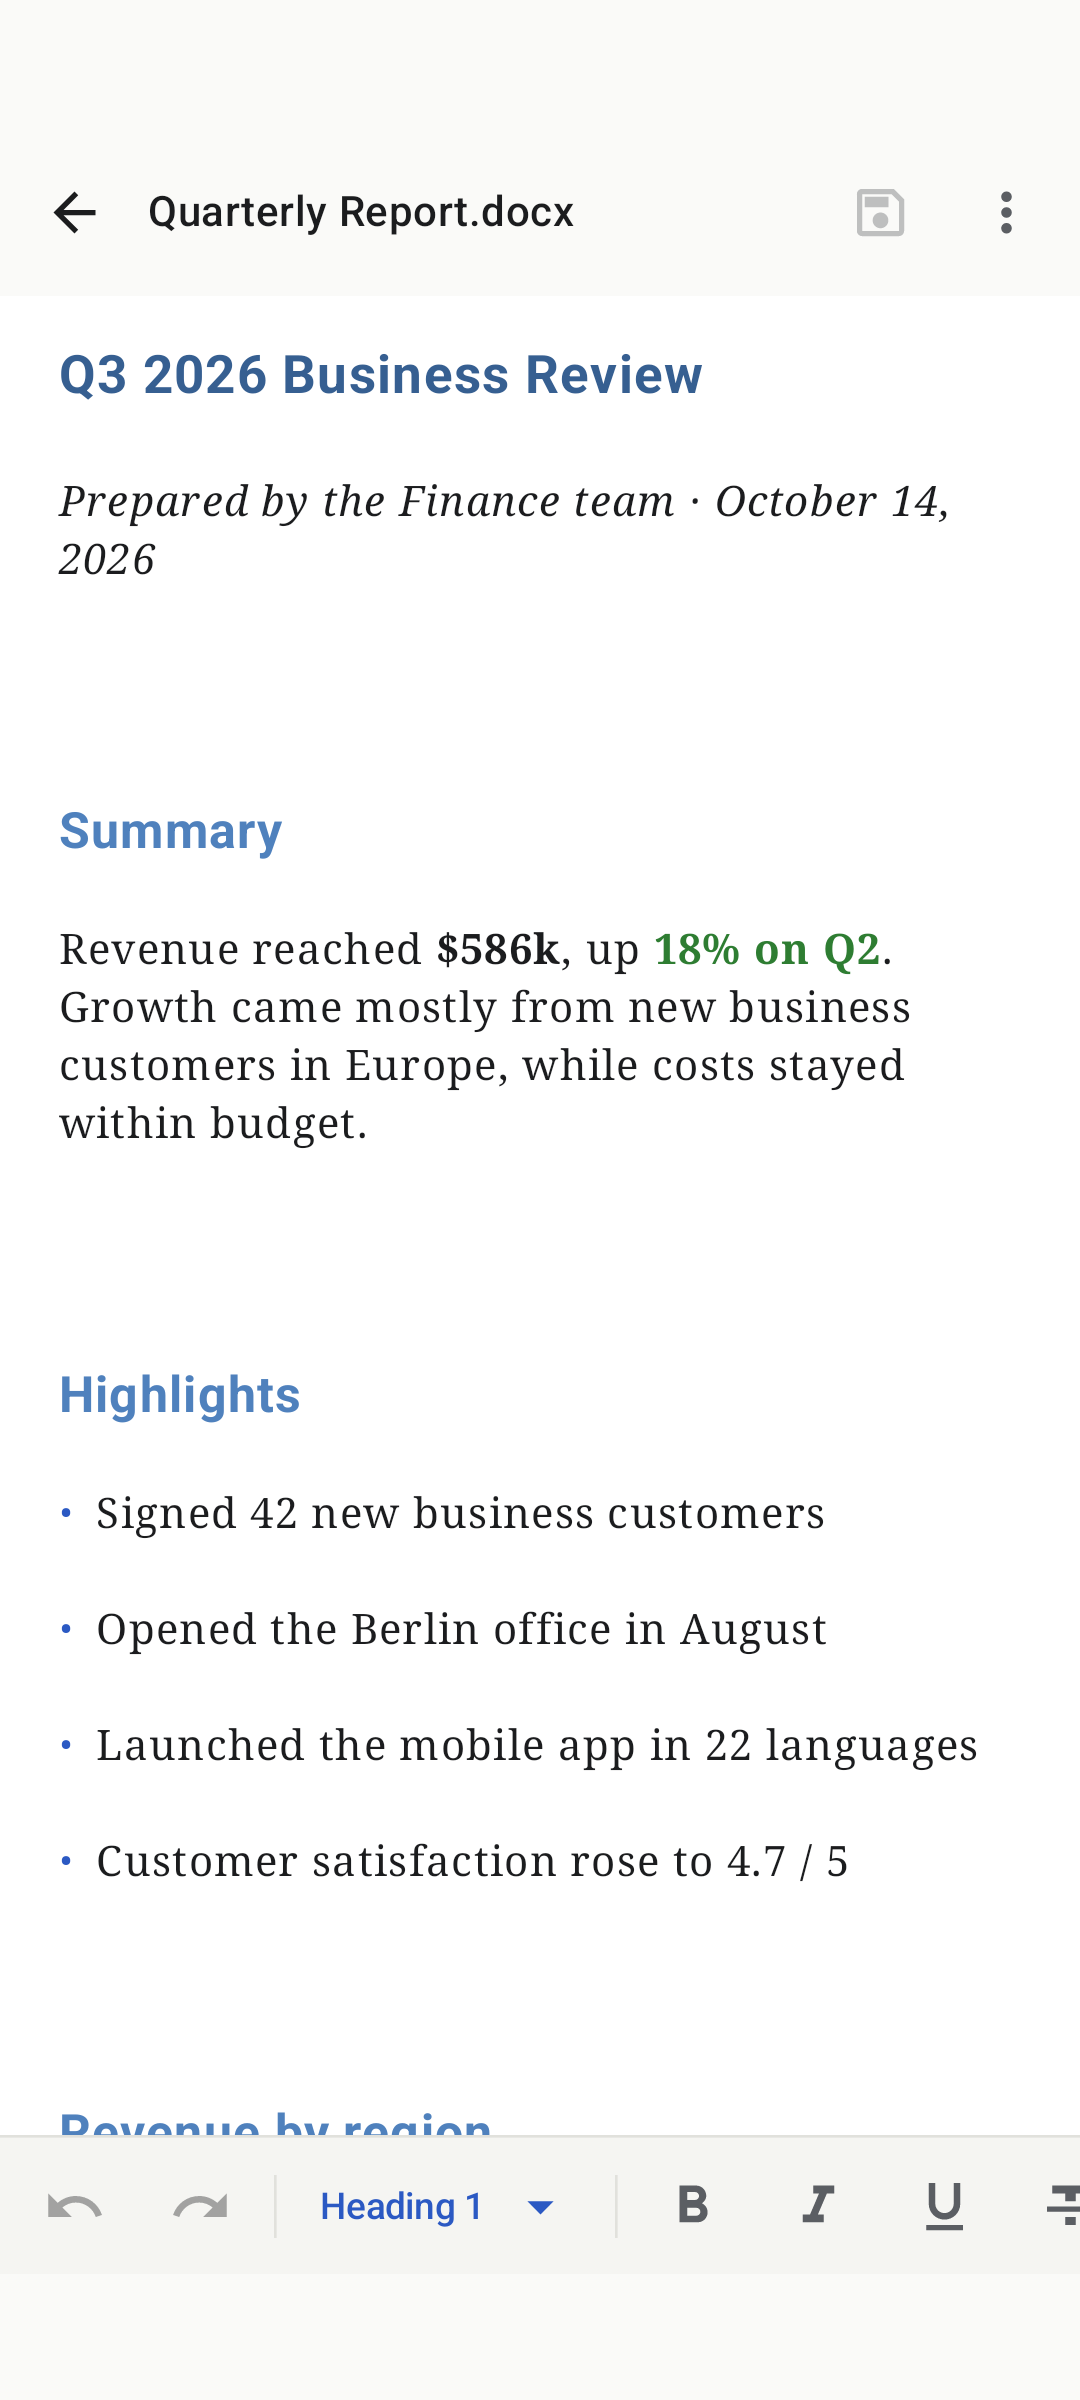 Quarterly Report.docx
Q3 2026 Business Review
Prepared by the Finance team · October 14,
2026
Summary
Revenue reached $586k, up 18% on Q2.
Growth came mostly from new business
customers in Europe, while costs stayed
within budget.
Highlights
• Signed 42 new business customers
• Opened the Berlin office in August
• Launched the mobile app in 22 languages
• Customer satisfaction rose to 4.7 / 5
Revenue by region
Heading 1 B I U T